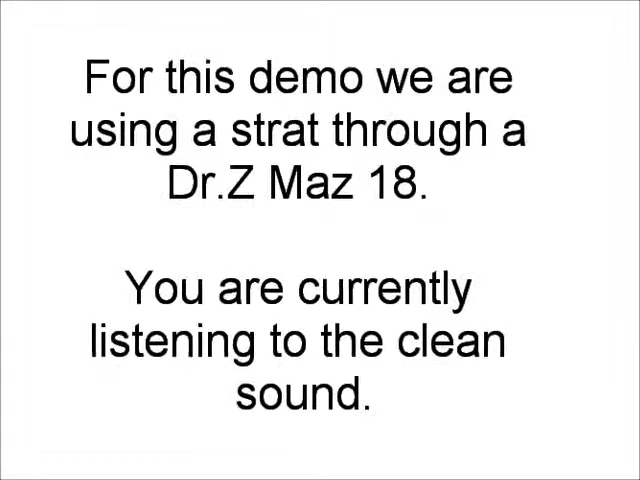 For this demo we are
using a strat through a
Dr.Z Maz 18.
You are currently
listening to the clean
sound.